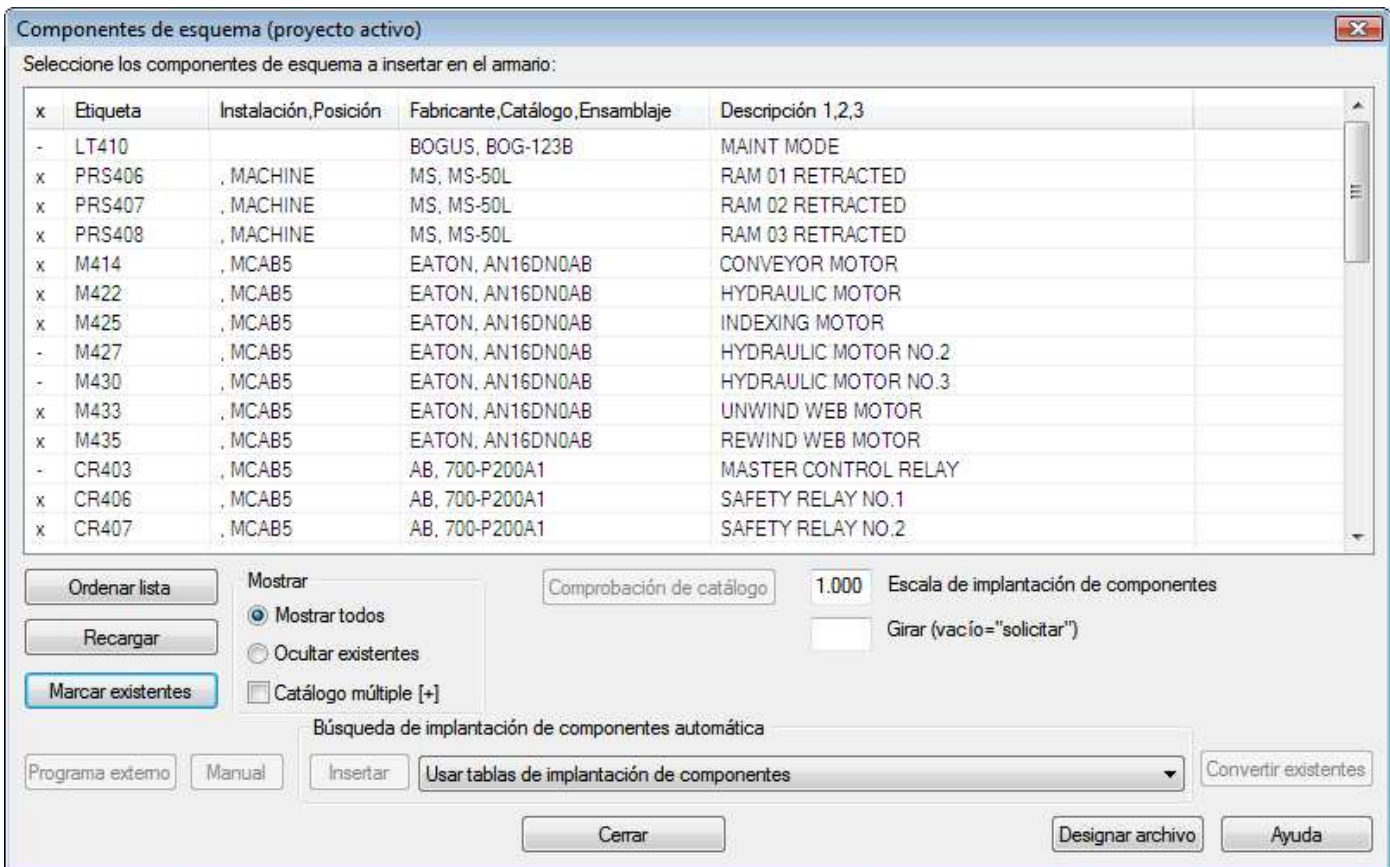 Componentes de esquema (proyecto activo)
Seleccione los componentes de esquema a insertar en el armario:
x Etiqueta Instalación,Posición Fabricante,Catálogo,Ensamblaje Descripción 1,2,3
- LT410 BOGUS, BOG-123B MAINT MODE
x PRS406 , MACHINE MS, MS-50L RAM 01 RETRACTED
x PRS407 , MACHINE MS, MS-50L RAM 02 RETRACTED
x PRS408 , MACHINE MS, MS-50L RAM 03 RETRACTED
x M414 , MCAB5 EATON, AN16DN0AB CONVEYOR MOTOR
x M422 , MCAB5 EATON, AN16DN0AB HYDRAULIC MOTOR
x M425 , MCAB5 EATON, AN16DN0AB INDEXING MOTOR
- M427 , MCAB5 EATON, AN16DN0AB HYDRAULIC MOTOR NO.2
- M430 , MCAB5 EATON, AN16DN0AB HYDRAULIC MOTOR NO.3
x M433 , MCAB5 EATON, AN16DN0AB UNWIND WEB MOTOR
x M435 , MCAB5 EATON, AN16DN0AB REWIND WEB MOTOR
- CR403 , MCAB5 AB, 700-P200A1 MASTER CONTROL RELAY
x CR406 , MCAB5 AB, 700-P200A1 SAFETY RELAY NO.1
x CR407 , MCAB5 AB, 700-P200A1 SAFETY RELAY NO.2
Ordenar lista Mostrar Comprobación de catálogo 1.000 Escala de implantación de componentes
Mostrar todos
Recargar Girar (vacío="solicitar")
Ocultar existentes
Marcar existentes Catálogo múltiple [+]
Búsqueda de implantación de componentes automática
Programa externo Manual Insertar Usar tablas de implantación de componentes Convertir existentes
Cerrar Designar archivo Ayuda